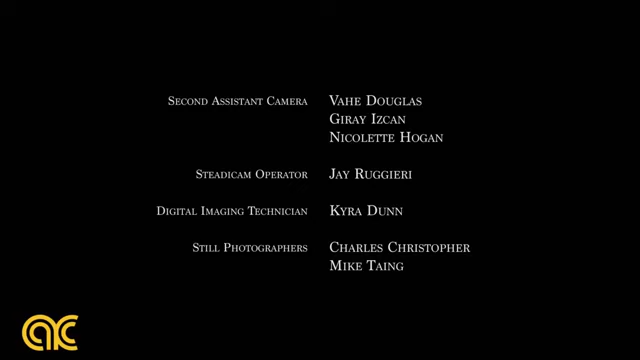 Second Assistant Camera Vahe Douglas
Giray Izcan
Nicolette Hogan
Steadicam Operator Jay Ruggieri
Digital Imaging Technician Kyra Dunn
Still Photographers Charles Christopher
Mike Taing